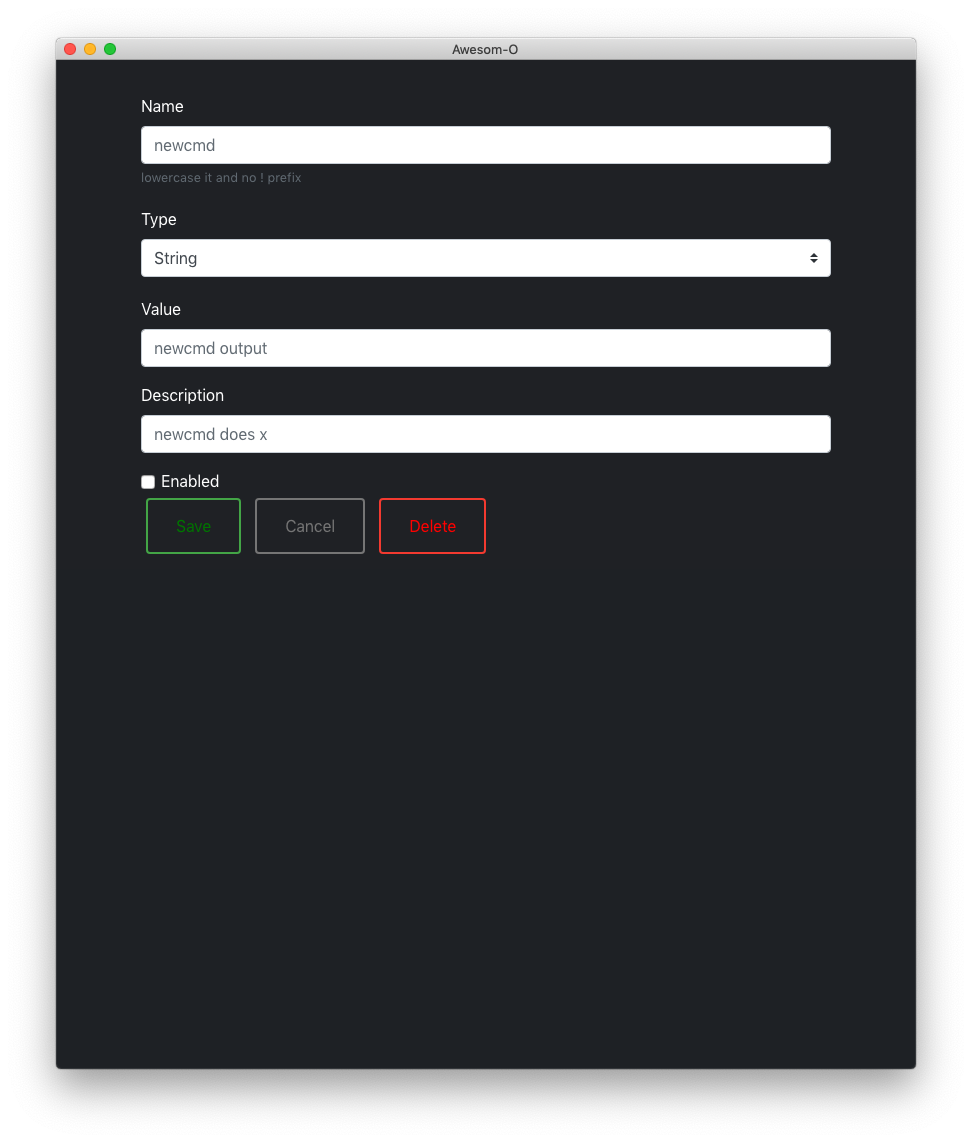 Awesom-O
Name
newcmd
lowercase it and no ! prefix
Type
String
Value
newcmd output
Description
newcmd does x
Enabled
Save Cancel Delete